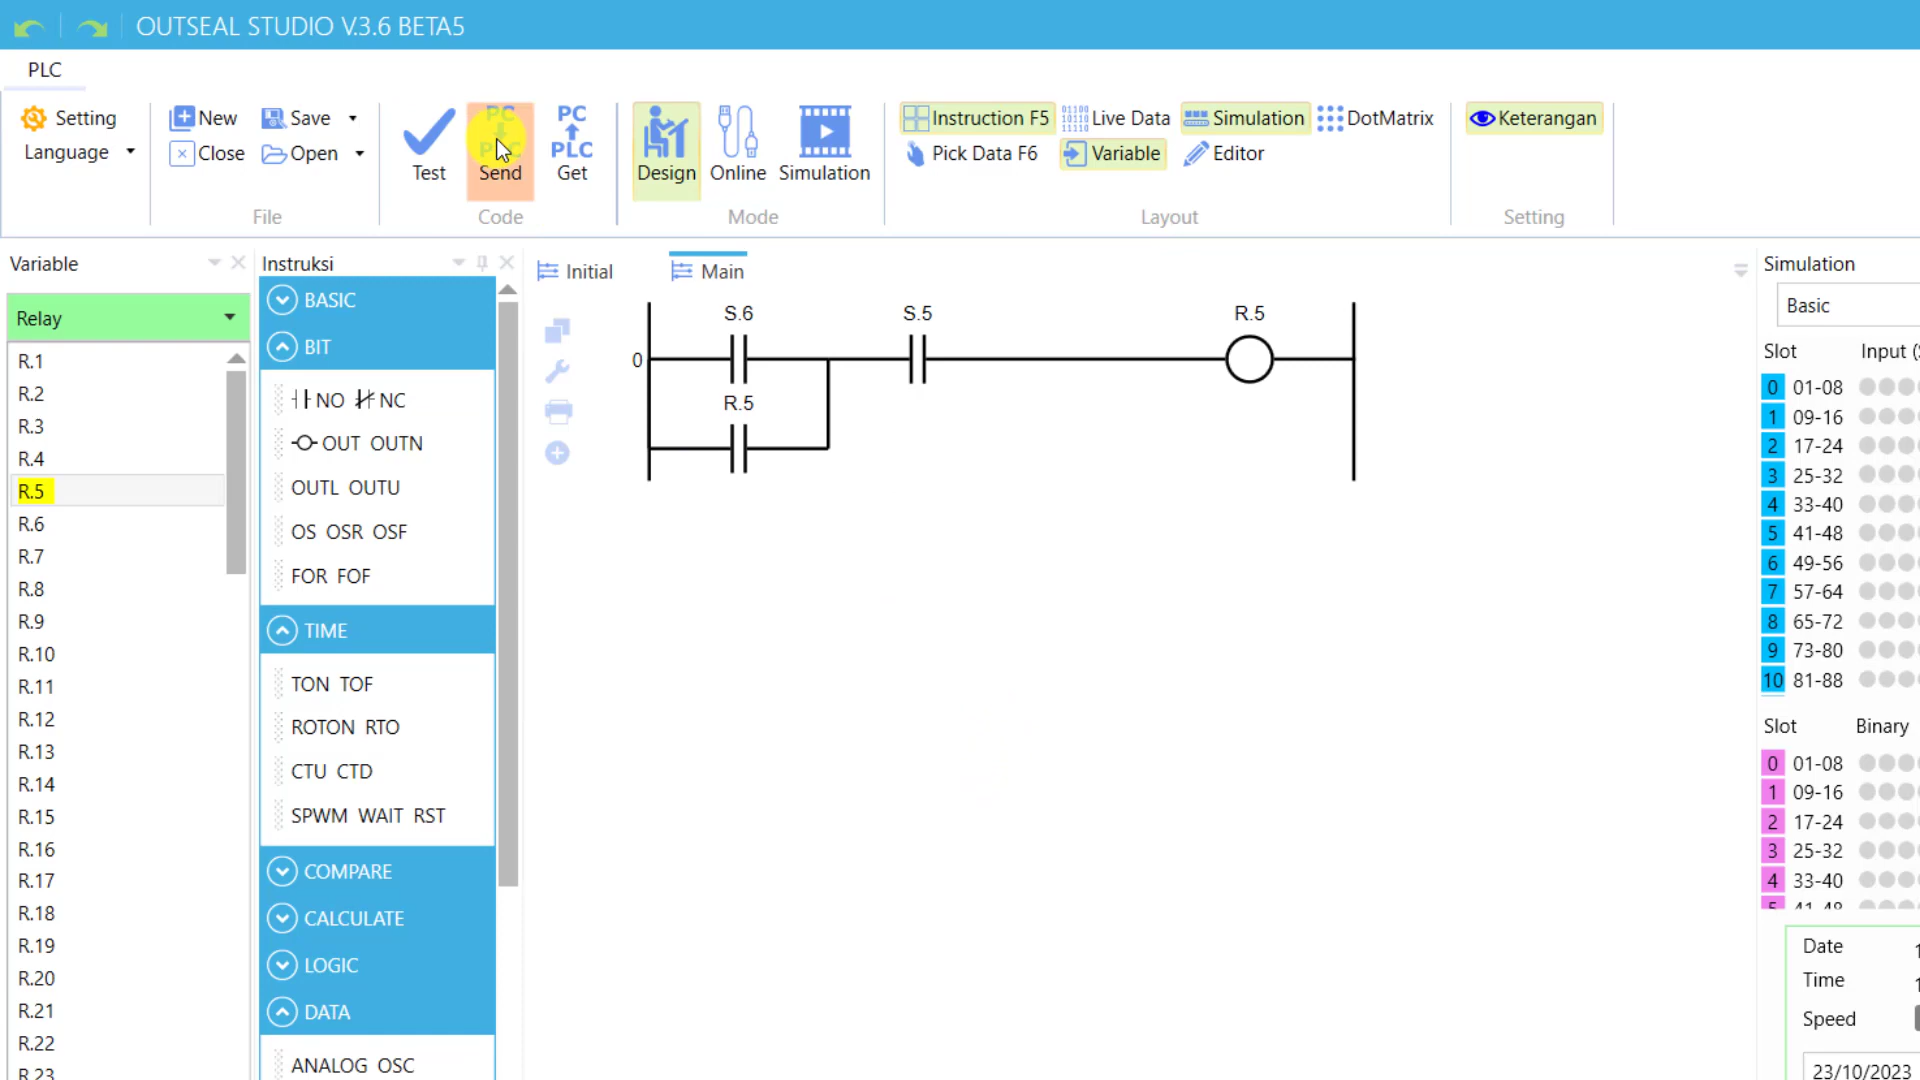 OUTSEAL STUDIO V.3.6 BETA5
PLC
Setting
Language
New
Save
Close
Open
File
Test
Send
PC
PLC
Get
Code
Design
Online
Simulation
Mode
Instruction F5
Live Data
Simulation
DotMatrix
Pick Data F6
Variable
Editor
Layout
Keterangan
Setting
Variable
Relay
R.1
R.2
R.3
R.4
R.5
R.6
R.7
R.8
R.9
R.10
R.11
R.12
R.13
R.14
R.15
R.16
R.17
R.18
R.19
R.20
R.21
R.22
R.23
Instruksi
BASIC
BIT
NO NC
OUT OUTN
OUTL OUTU
OS OSR OSF
FOR FOF
TIME
TON TOF
ROTON RTO
CTU CTD
SPWM WAIT RST
COMPARE
CALCULATE
LOGIC
DATA
ANALOG OSC
Initial
Main
S.6 S.5 R.5
0
R.5
Simulation
Basic
Slot Input
0 01-08
1 09-16
2 17-24
3 25-32
4 33-40
5 41-48
6 49-56
7 57-64
8 65-72
9 73-80
10 81-88
Slot Binary
0 01-08
1 09-16
2 17-24
3 25-32
4 33-40
Date
Time
Speed
23/10/2023